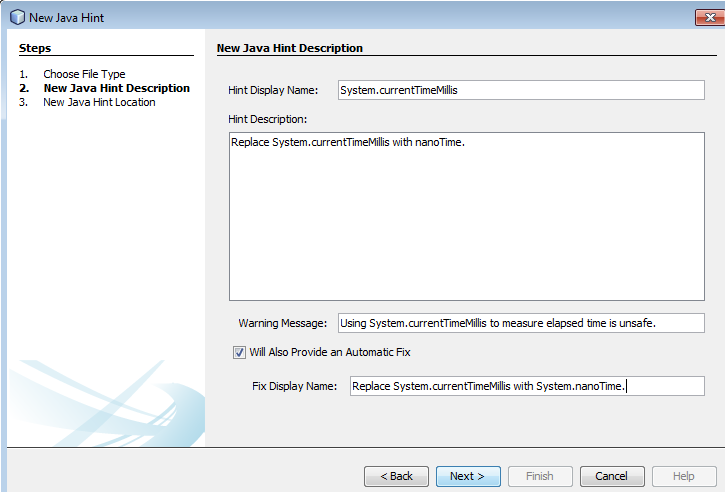 New Java Hint
Steps
1. Choose File Type
2. New Java Hint Description
3. New Java Hint Location
New Java Hint Description
Hint Display Name: System.currentTimeMillis
Hint Description:
Replace System.currentTimeMillis with nanoTime.
Warning Message: Using System.currentTimeMillis to measure elapsed time is unsafe.
Will Also Provide an Automatic Fix
Fix Display Name: Replace System.currentTimeMillis with System.nanoTime.
< Back Next > Finish Cancel Help